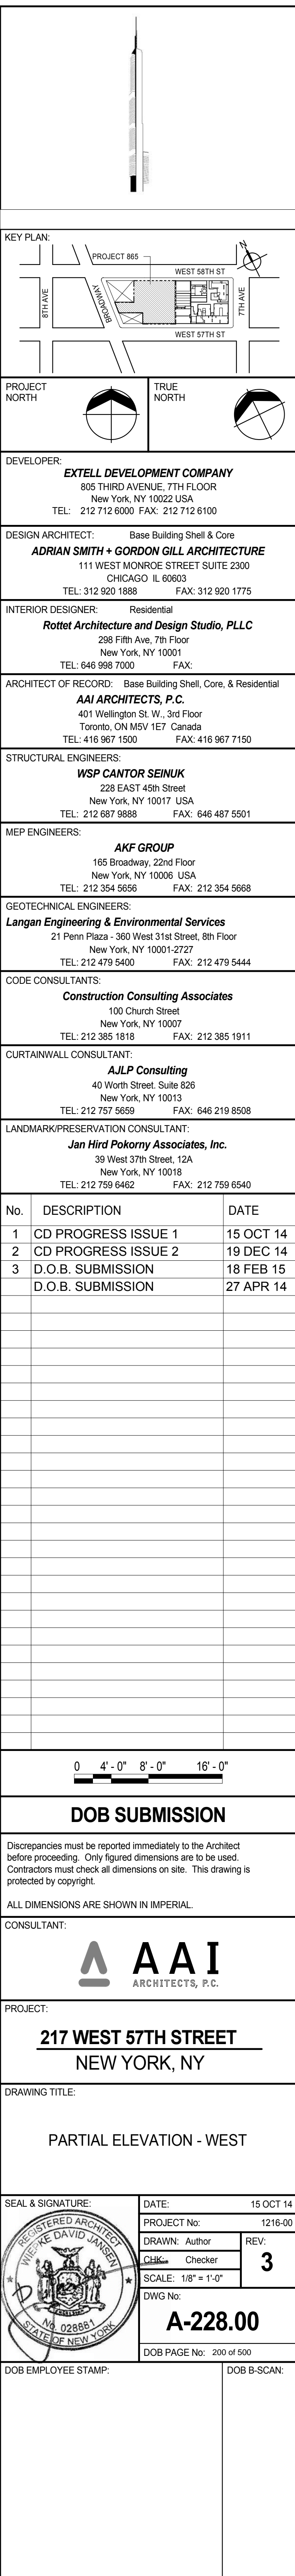 KEY PLAN:
PROJECT 865
N
WEST 58TH ST
8TH AVE
BROADWAY
7TH AVE
WEST 57TH ST
PROJECT
NORTH
TRUE
NORTH
DEVELOPER:
EXTELL DEVELOPMENT COMPANY
805 THIRD AVENUE, 7TH FLOOR
New York, NY 10022 USA
TEL: 212 712 6000 FAX: 212 712 6100
DESIGN ARCHITECT: Base Building Shell & Core
ADRIAN SMITH + GORDON GILL ARCHITECTURE
111 WEST MONROE STREET SUITE 2300
CHICAGO IL 60603
TEL: 312 920 1888 FAX: 312 920 1775
INTERIOR DESIGNER: Residential
Rottet Architecture and Design Studio, PLLC
298 Fifth Ave, 7th Floor
New York, NY 10001
TEL: 646 998 7000 FAX:
ARCHITECT OF RECORD: Base Building Shell, Core, & Residential
AAI ARCHITECTS, P.C.
401 Wellington St. W., 3rd Floor
Toronto, ON M5V 1E7 Canada
TEL: 416 967 1500 FAX: 416 967 7150
STRUCTURAL ENGINEERS:
WSP CANTOR SEINUK
228 EAST 45th Street
New York, NY 10017 USA
TEL: 212 687 9888 FAX: 646 487 5501
MEP ENGINEERS:
AKF GROUP
165 Broadway, 22nd Floor
New York, NY 10006 USA
TEL: 212 354 5656 FAX: 212 354 5668
GEOTECHNICAL ENGINEERS:
Langan Engineering & Environmental Services
21 Penn Plaza - 360 West 31st Street, 8th Floor
New York, NY 10001-2727
TEL: 212 479 5400 FAX: 212 479 5444
CODE CONSULTANTS:
Construction Consulting Associates
100 Church Street
New York, NY 10007
TEL: 212 385 1818 FAX: 212 385 1911
CURTAINWALL CONSULTANT:
AJLP Consulting
40 Worth Street. Suite 826
New York, NY 10013
TEL: 212 757 5659 FAX: 646 219 8508
LANDMARK/PRESERVATION CONSULTANT:
Jan Hird Pokorny Associates, Inc.
39 West 37th Street, 12A
New York, NY 10018
TEL: 212 759 6462 FAX: 212 759 6540
No. DESCRIPTION DATE
1 CD PROGRESS ISSUE 1 15 OCT 14
2 CD PROGRESS ISSUE 2 19 DEC 14
3 D.O.B. SUBMISSION 18 FEB 15
D.O.B. SUBMISSION 27 APR 14
0 4' - 0" 8' - 0" 16' - 0"
DOB SUBMISSION
Discrepancies must be reported immediately to the Architect
before proceeding. Only figured dimensions are to be used.
Contractors must check all dimensions on site. This drawing is
protected by copyright.
ALL DIMENSIONS ARE SHOWN IN IMPERIAL.
CONSULTANT:
AAI
ARCHITECTS, P.C.
PROJECT:
217 WEST 57TH STREET
NEW YORK, NY
DRAWING TITLE:
PARTIAL ELEVATION - WEST
SEAL & SIGNATURE:
REGISTERED ARCHITECT
WIEPKE DAVID JANSEN
No. 028881
STATE OF NEW YORK
DATE: 15 OCT 14
PROJECT No: 1216-00
DRAWN: Author
CHK: Checker
SCALE: 1/8" = 1'-0"
REV:
3
DWG No:
A-228.00
DOB PAGE No: 200 of 500
DOB EMPLOYEE STAMP:
DOB B-SCAN: